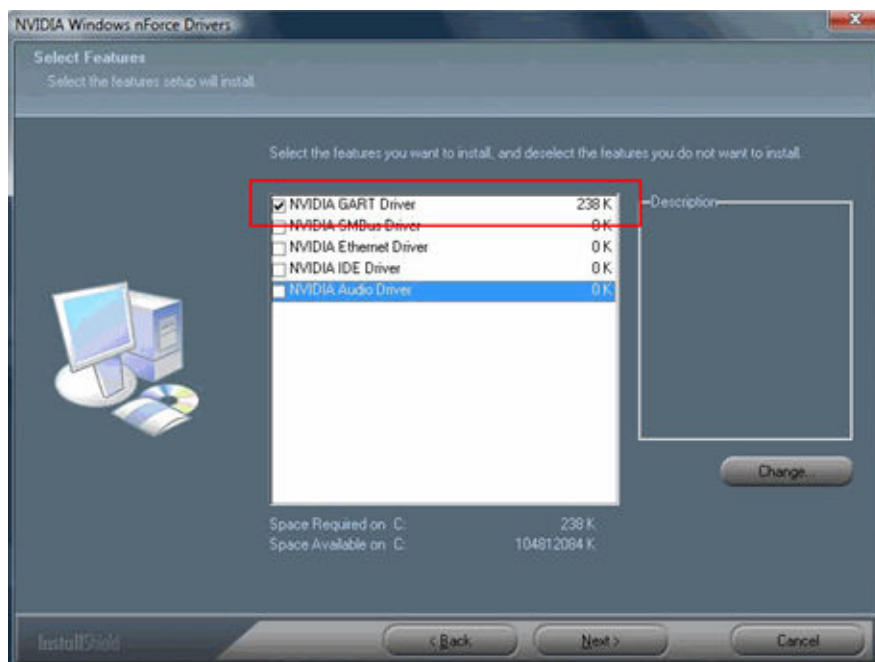 NVIDIA Windows nForce Drivers
Select Features
Select the features setup will install.
Select the features you want to install, and deselect the features you do not want to install.
NVIDIA GART Driver 238 K
NVIDIA SMBus Driver 0 K
NVIDIA Ethernet Driver 0 K
NVIDIA IDE Driver 0 K
NVIDIA Audio Driver 0 K
Description
Change...
Space Required on C: 238 K
Space Available on C: 104812084 K
InstallShield
< Back
Next >
Cancel